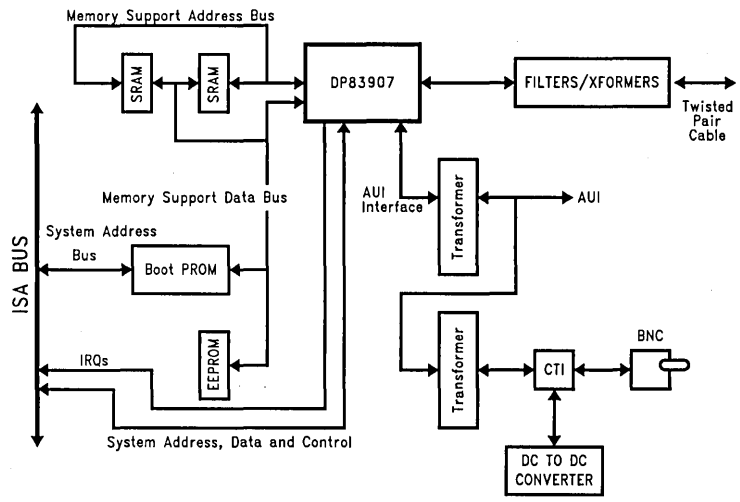 Memory Support Address Bus
SRAM
SRAM
DP83907
FILTERS/XFORMERS
Twisted
Pair
Cable
Memory Support Data Bus
AUI
Interface
Transformer
AUI
System Address
Bus
Boot PROM
ISA BUS
EEPROM
IRQs
Transformer
CTI
BNC
System Address, Data and Control
DC TO DC
CONVERTER